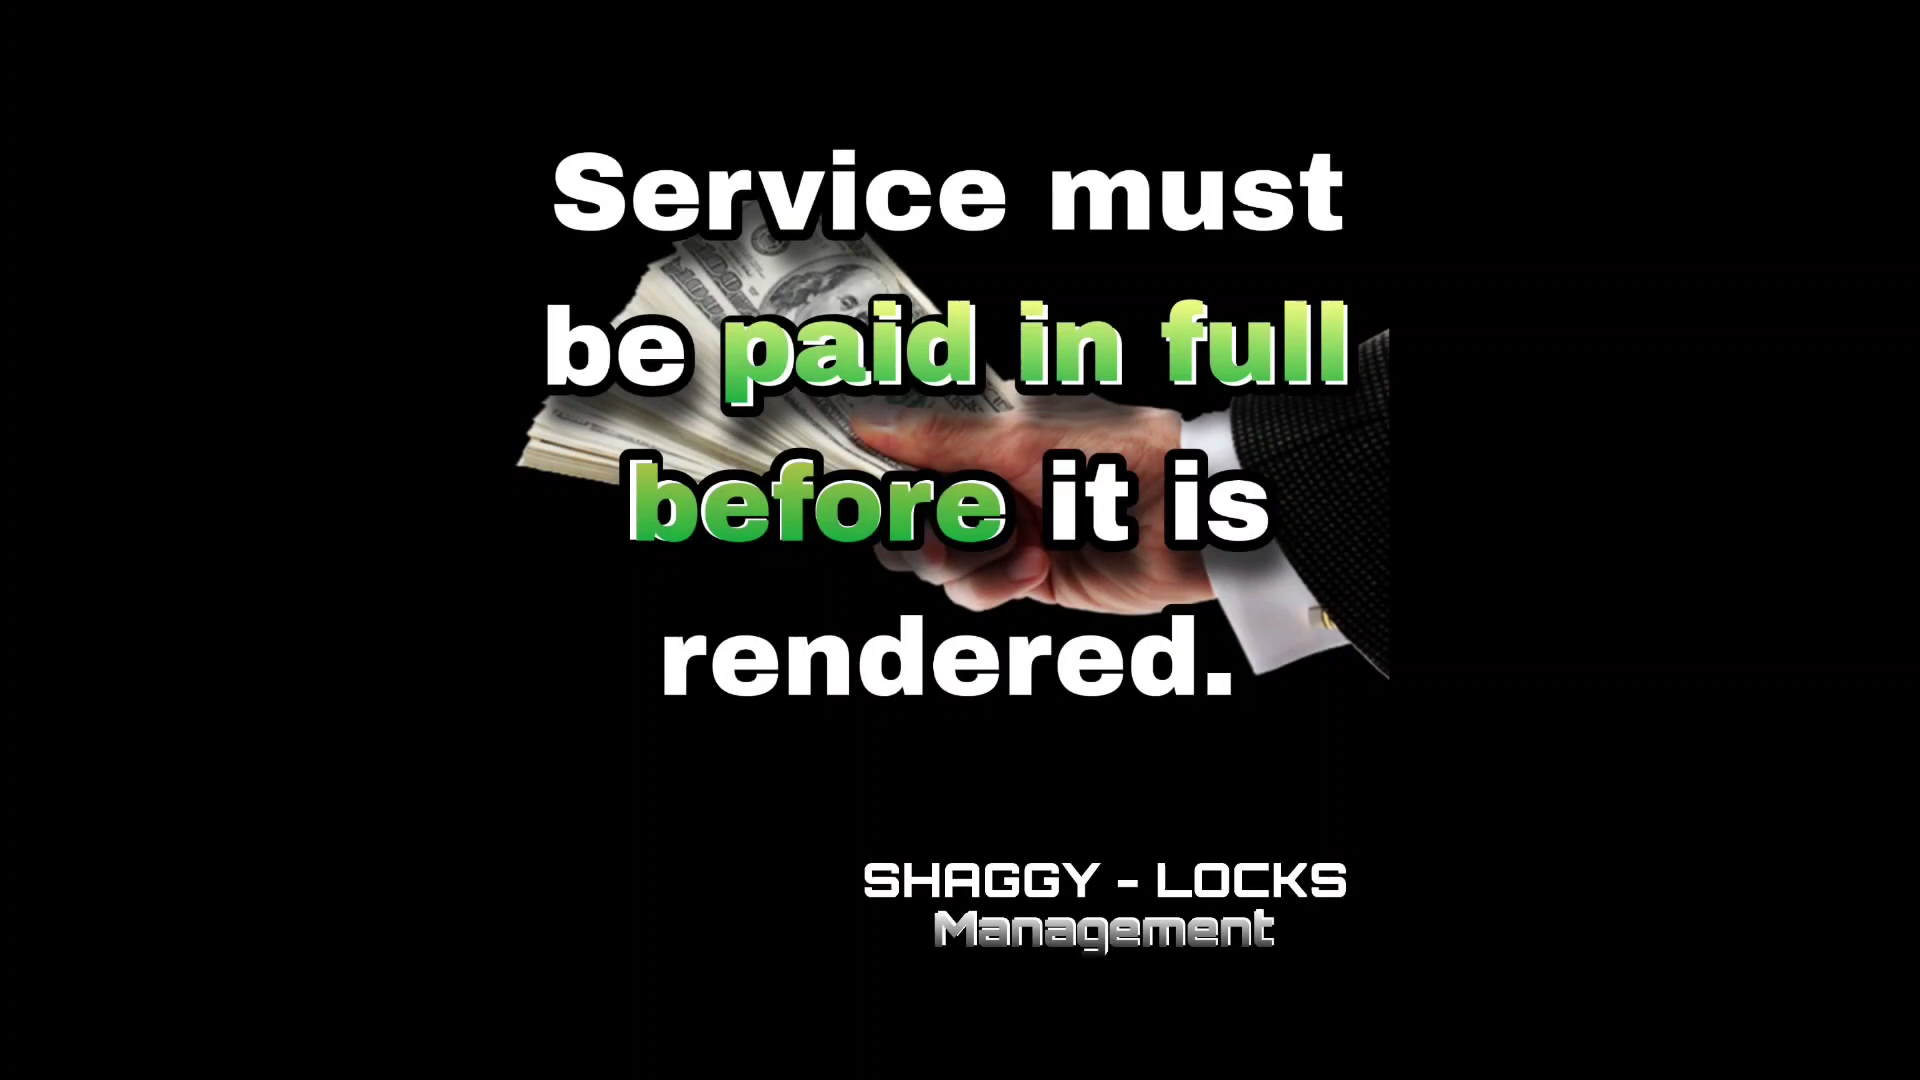 Service must
be paid in full
before it is
rendered.
SHAGGY - LOCKS
Management